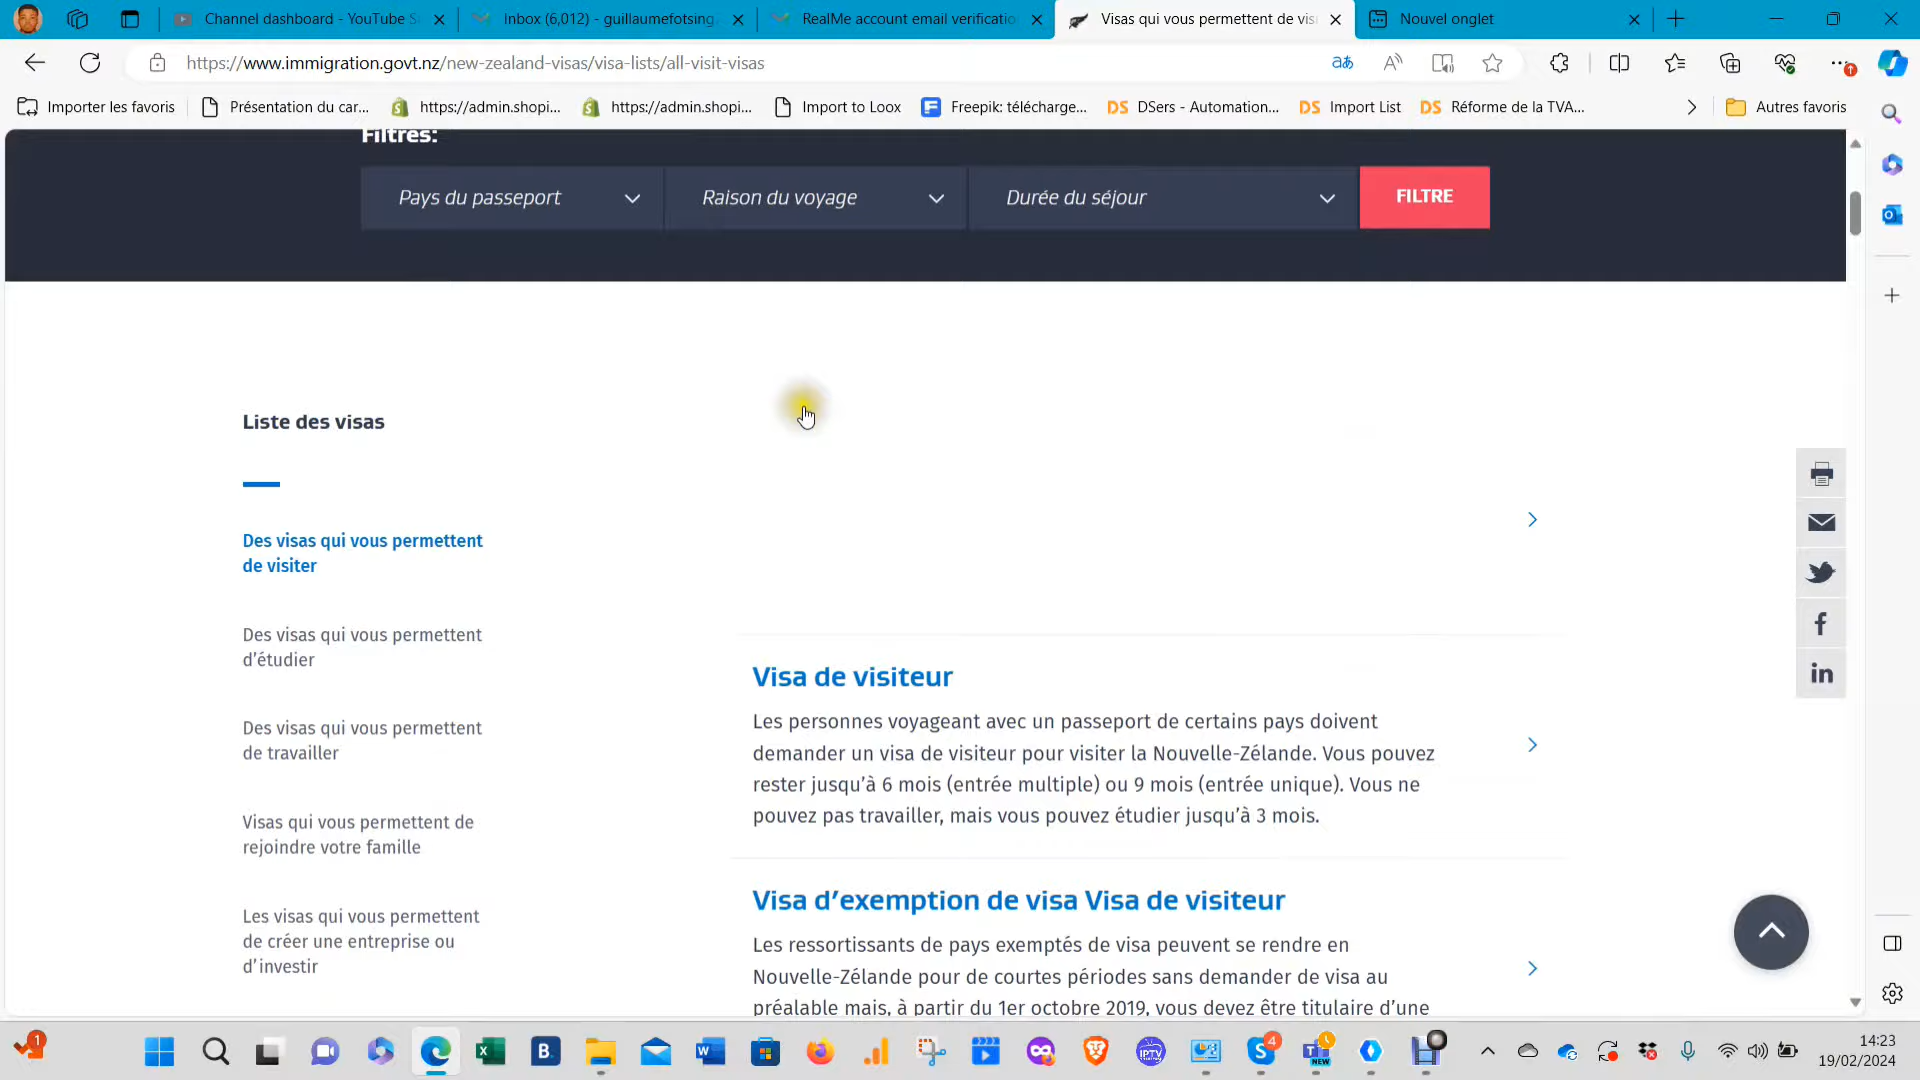 Channel dashboard - YouTube S
Inbox (6,012) - guillaumefotsing
RealMe account email verificatio
Visas qui vous permettent de vis
Nouvel onglet
https://www.immigration.govt.nz/new-zealand-visas/visa-lists/all-visit-visas
Importer les favoris
Présentation du car...
https://admin.shopi...
https://admin.shopi...
Import to Loox
Freepik: télécharge...
DSers - Automation...
Import List
Réforme de la TVA...
Autres favoris
Filtres:
Pays du passeport
Raison du voyage
Durée du séjour
FILTRE
Liste des visas
Des visas qui vous permettent
de visiter
Des visas qui vous permettent
d'étudier
Des visas qui vous permettent
de travailler
Visas qui vous permettent de
rejoindre votre famille
Les visas qui vous permettent
de créer une entreprise ou
d'investir
Visa de visiteur
Les personnes voyageant avec un passeport de certains pays doivent
demander un visa de visiteur pour visiter la Nouvelle-Zélande. Vous pouvez
rester jusqu'à 6 mois (entrée multiple) ou 9 mois (entrée unique). Vous ne
pouvez pas travailler, mais vous pouvez étudier jusqu'à 3 mois.
Visa d'exemption de visa Visa de visiteur
Les ressortissants de pays exemptés de visa peuvent se rendre en
Nouvelle-Zélande pour de courtes périodes sans demander de visa au
préalable mais, à partir du 1er octobre 2019, vous devez être titulaire d'une
14:23
19/02/2024